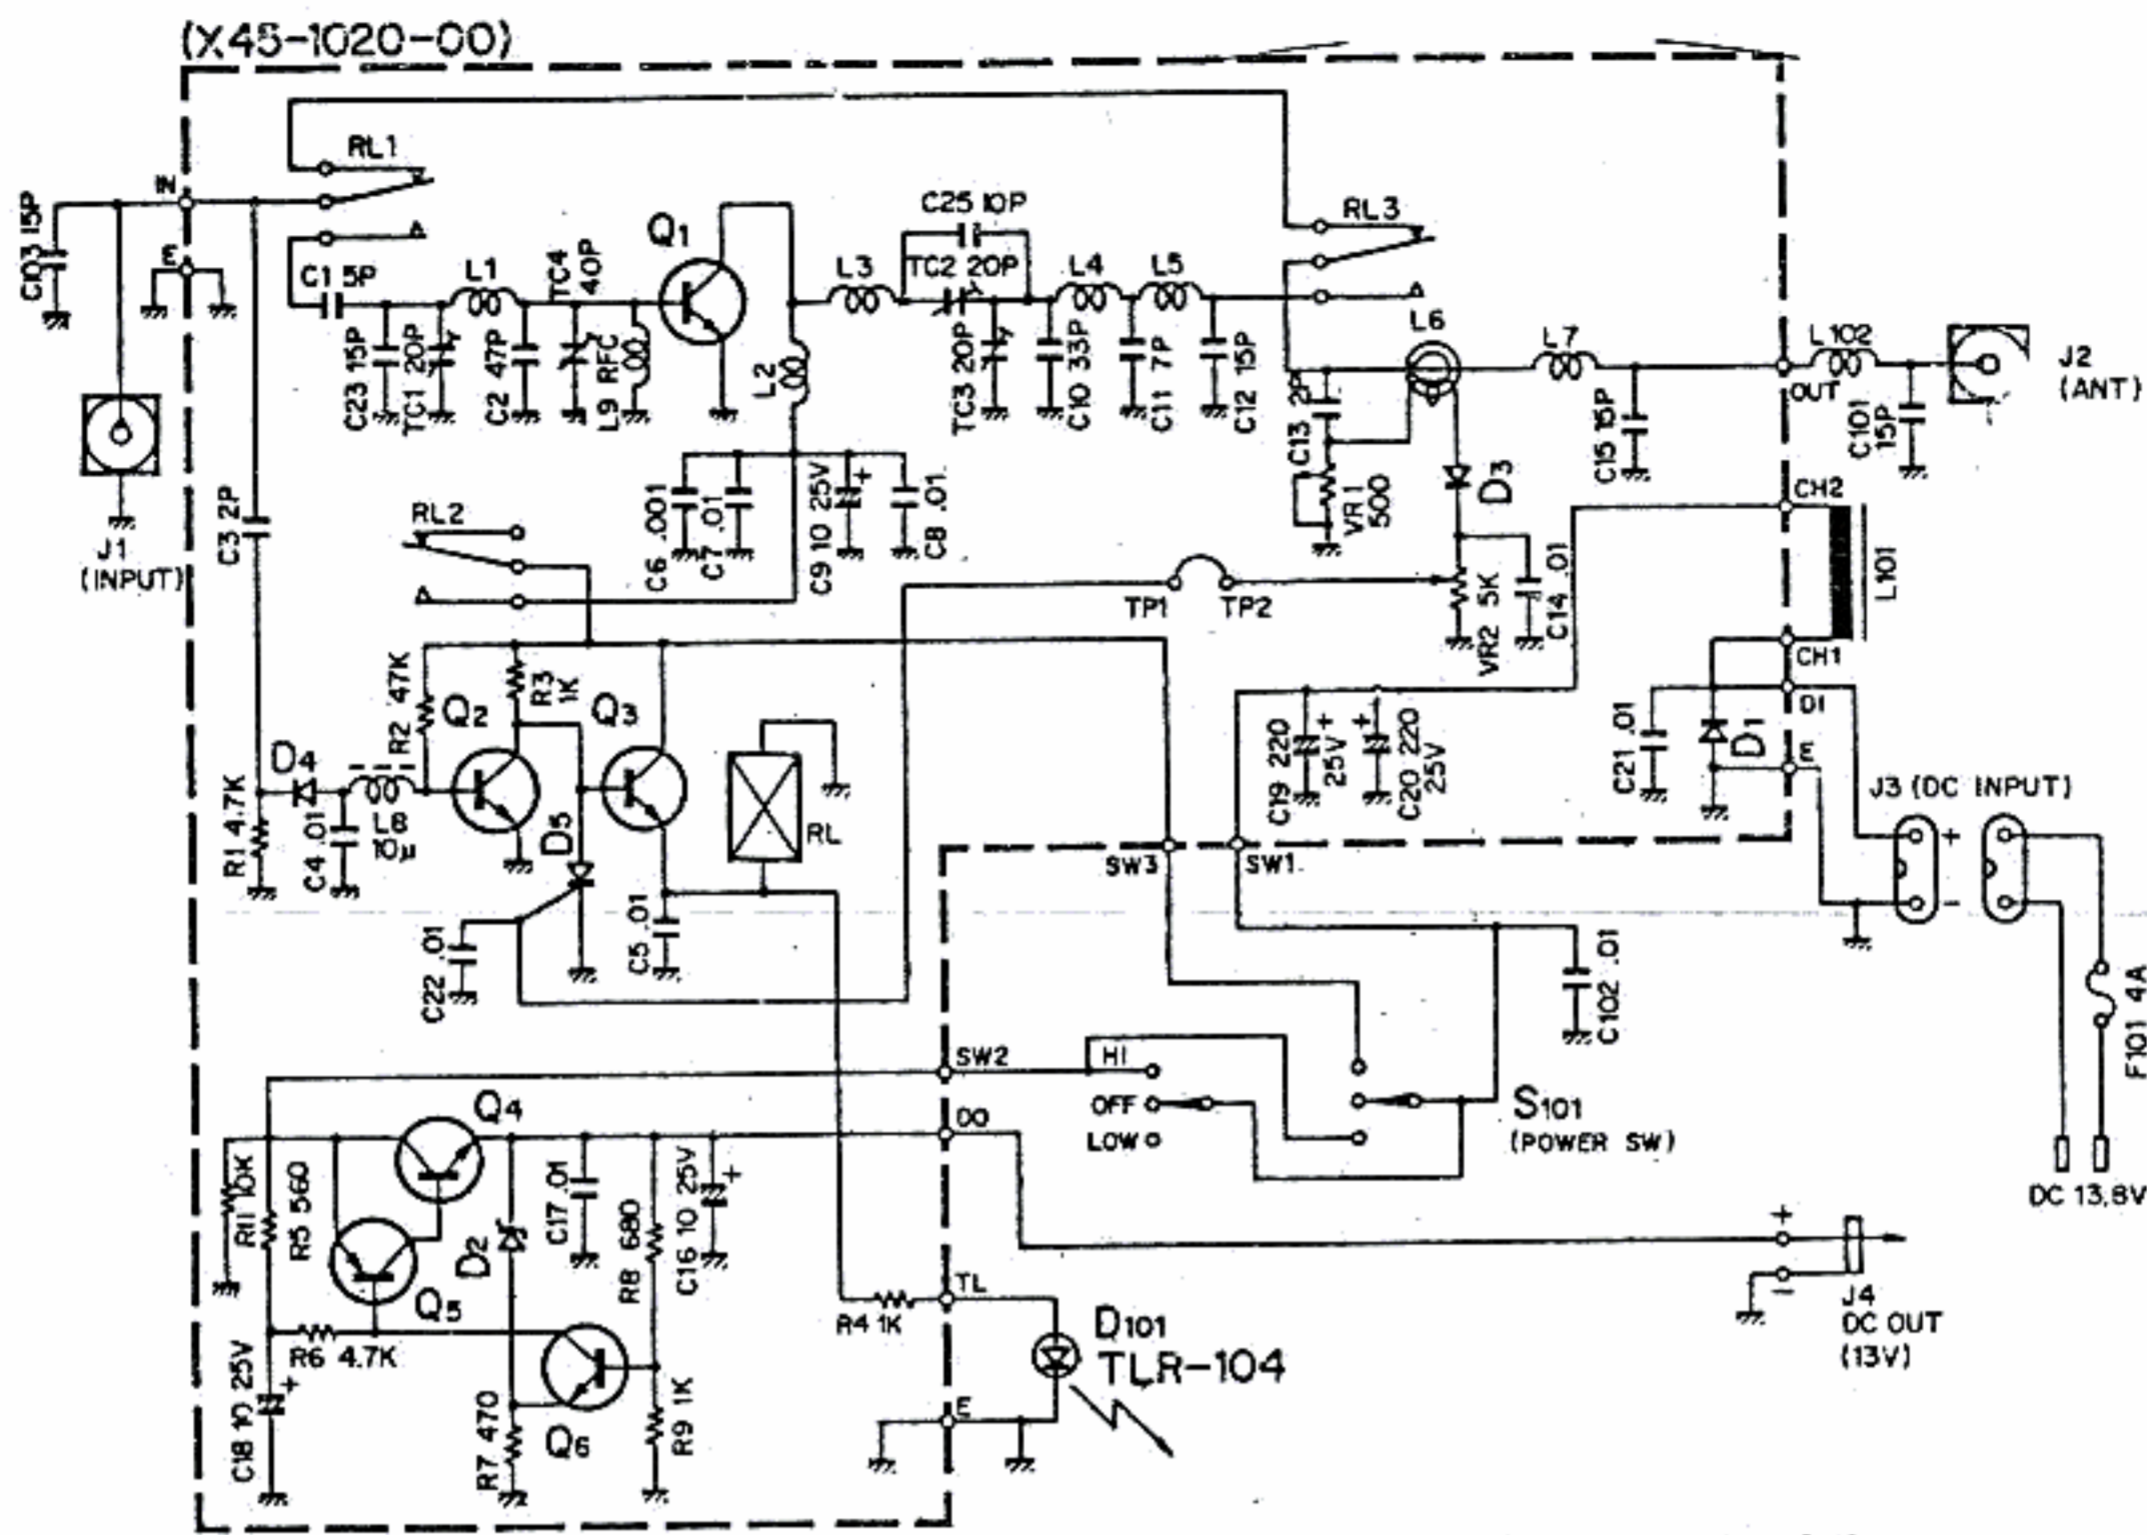 (X45-1020-00)
RL1
IN
C103 15P
E
C1 5P
L1
TC4 40P
Q1
C25 10P
L3
TC2 20P
L4
L5
RL3
C23 15P
TC1 20P
C2 47P
L9 RFC
L2
TC3 20P
C10 33P
C11 7P
C12 15P
L6
L7
L102
J2
(ANT)
OUT
C13 2P
C15 15P
C101 15P
J1
(INPUT)
C3 2P
RL2
C6 .001
C7 .01
C9 10 25V
+
C8 .01
VR1 500
D3
CH2
L101
TP1
TP2
VR2 5K
C14 .01
CH1
R2 47K
Q2
R3 1K
Q3
D4
R1 4.7K
C4 .01
L8
10μ
D5
RL
C19 220 25V
+
C20 220 25V
+
C21 .01
D1
DI
E
J3 (DC INPUT)
+
-
SW3
SW1
C22 .01
C5 .01
C102 .01
F101 4A
SW2
HI
OFF
LOW
S101
(POWER SW)
DO
DC 13.8V
Q4
R11 10K
R5 560
Q5
D2
C17 .01
R8 680
C16 10 25V
+
R6 4.7K
C18 10 25V
+
R7 470
Q6
R9 1K
R4 1K
TL
D101
TLR-104
E
+
-
J4
DC OUT
(13V)